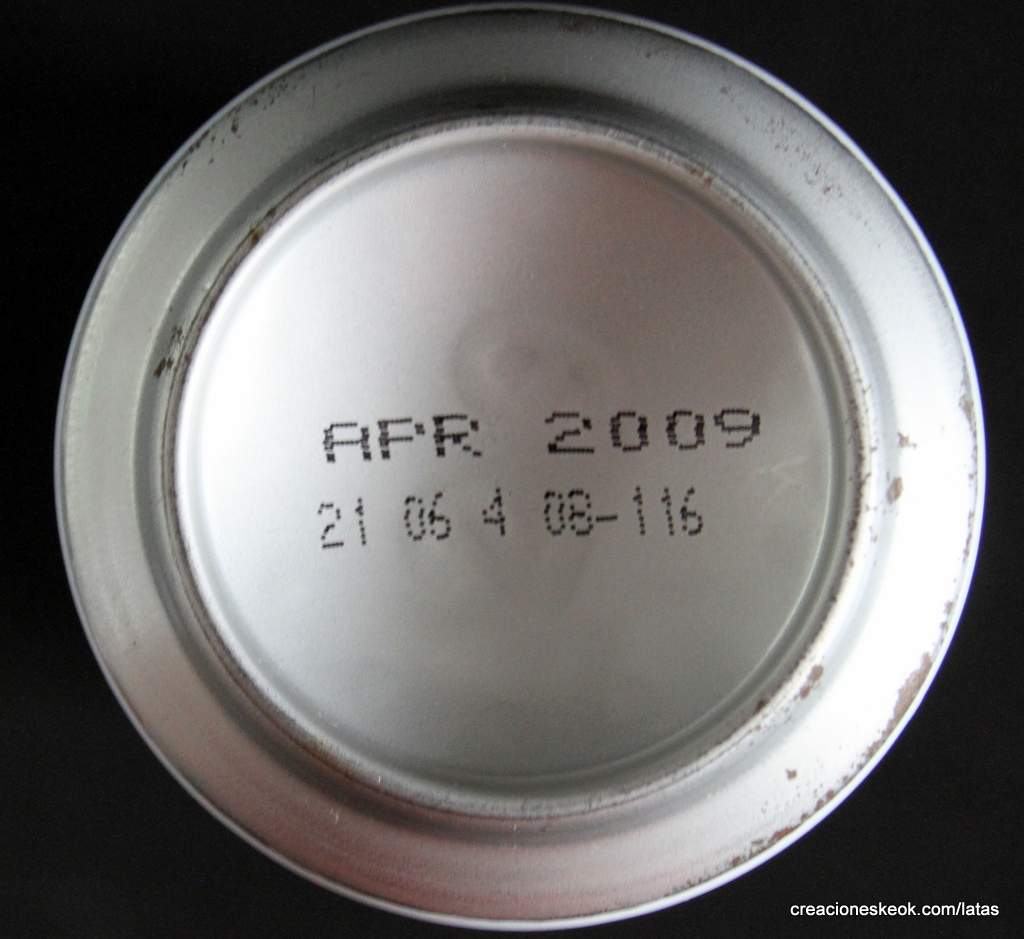 APR 2009
21 06 4 08-116
creacioneskeok.com/latas